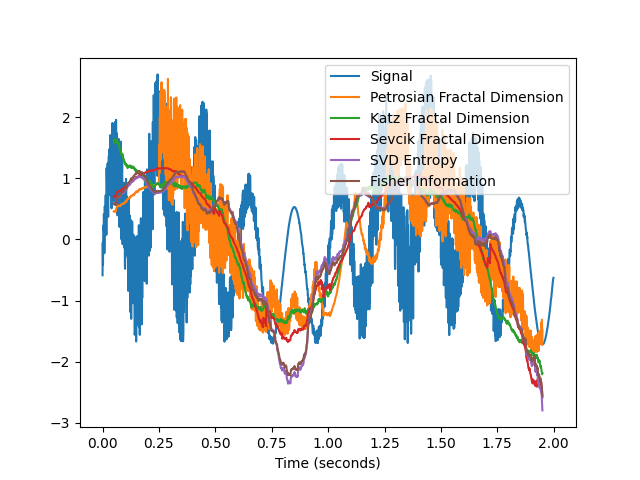 Signal
Petrosian Fractal Dimension
Katz Fractal Dimension
Sevcik Fractal Dimension
SVD Entropy
Fisher Information
2
1
0
−1
−2
−3
0.00 0.25 0.50 0.75 1.00 1.25 1.50 1.75 2.00
Time (seconds)